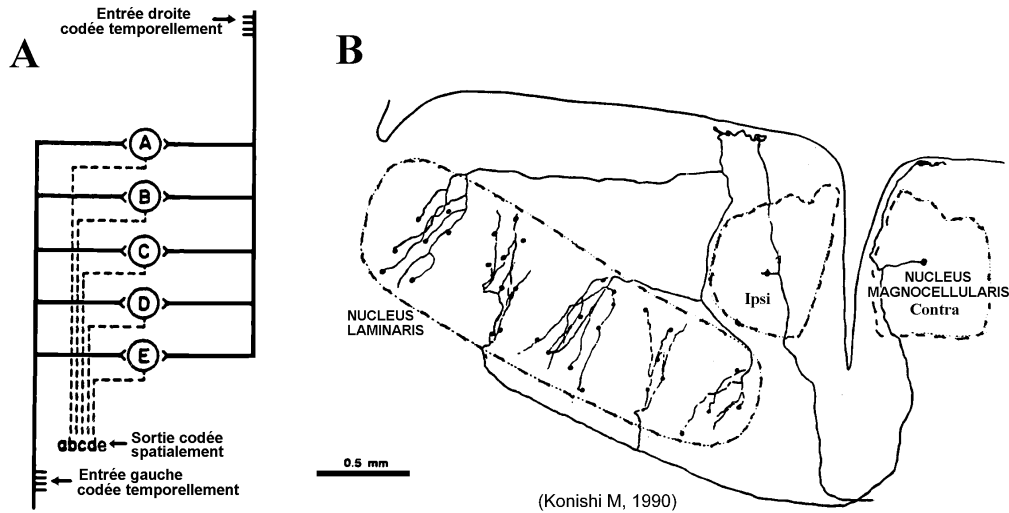 Entrée droite
codée temporellement
A
A
B
C
D
E
abcde
Sortie codée
spatialement
Entrée gauche
codée temporellement
B
NUCLEUS
LAMINARIS
Ipsi
NUCLEUS
MAGNOCELLULARIS
Contra
0.5 mm
(Konishi M, 1990)